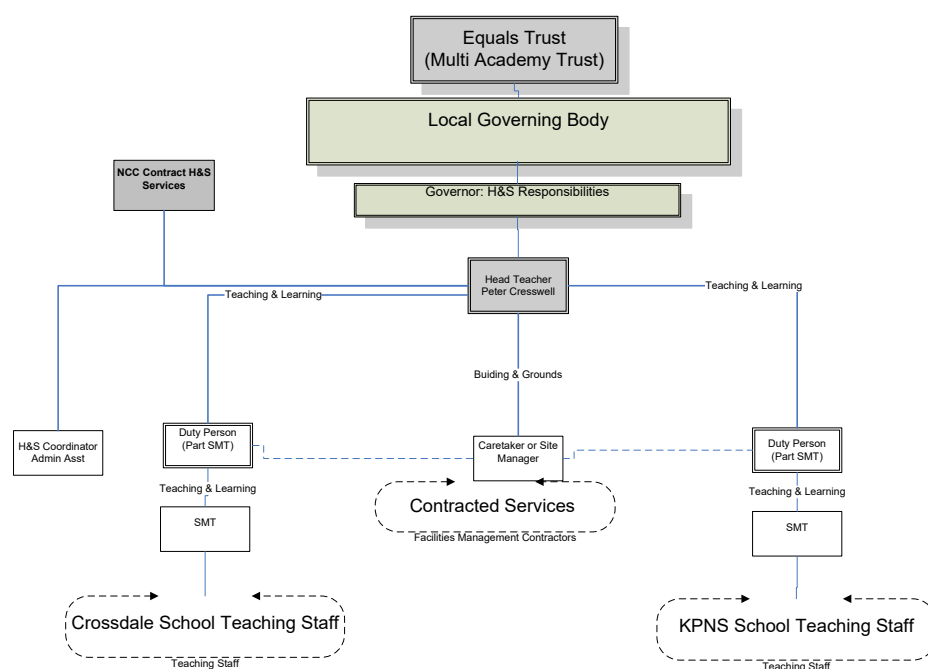 Equals Trust
(Multi Academy Trust)
Local Governing Body
NCC Contract H&S
Services
Governor: H&S Responsibilities
Head Teacher
Peter Cresswell
Teaching & Learning
Teaching & Learning
Buiding & Grounds
H&S Coordinator
Admin Asst
Duty Person
(Part SMT)
Caretaker or Site
Manager
Duty Person
(Part SMT)
Teaching & Learning
Contracted Services
Facilities Management Contractors
Teaching & Learning
SMT
SMT
Crossdale School Teaching Staff
Teaching Staff
KPNS School Teaching Staff
Teaching Staff